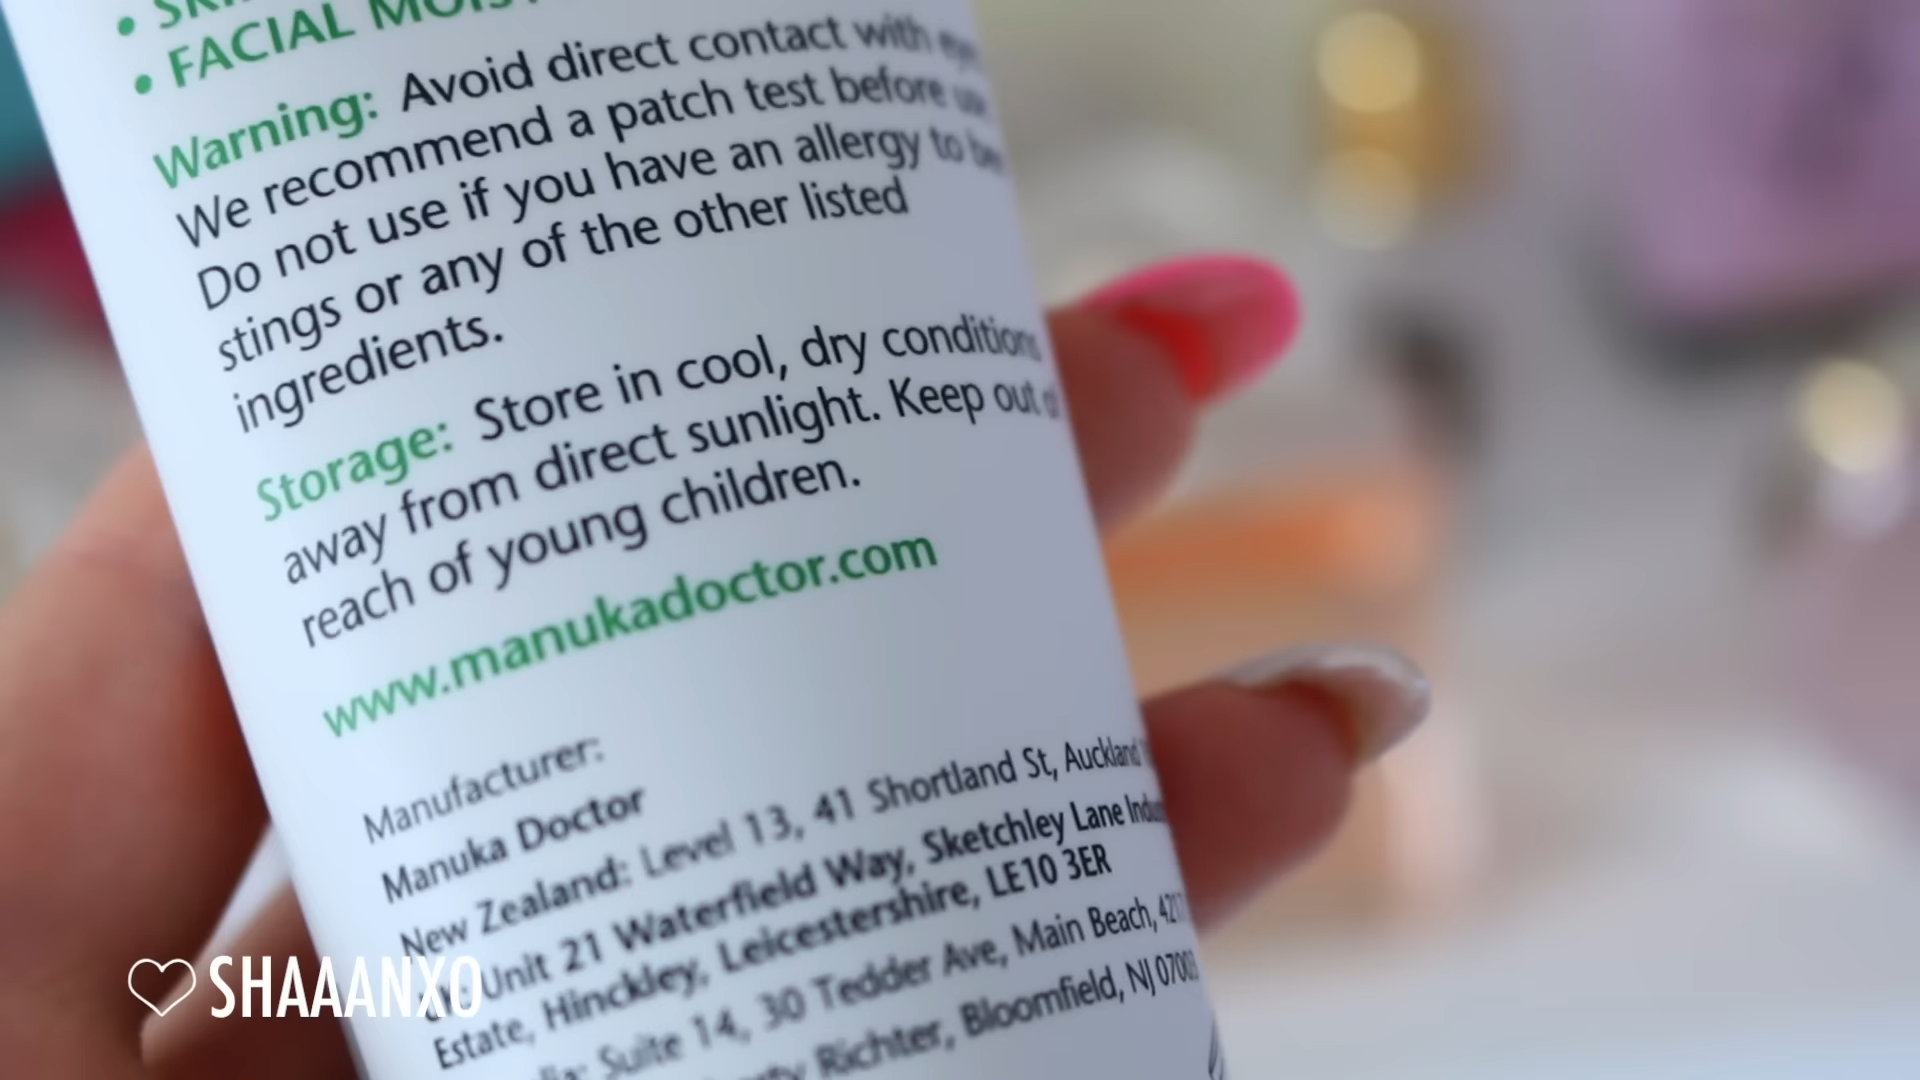 • FACIAL
Warning: Avoid direct contact with
We recommend a patch test before
Do not use if you have an allergy to
stings or any of the other listed
ingredients.
Storage: Store in cool, dry conditions
away from direct sunlight. Keep out
reach of young children.
www.manukadoctor.com
Manufacturer:
Manuka Doctor
New Zealand: Level 13, 41 Shortland St, Auckland
Unit 21 Waterfield Way, Sketchley Lane
Estate, Hinckley, Leicestershire, LE10 3ER
Suite 14, 30 Tedder Ave, Main Beach,
Richter, Bloomfield, NJ 07003
SHAAANXO